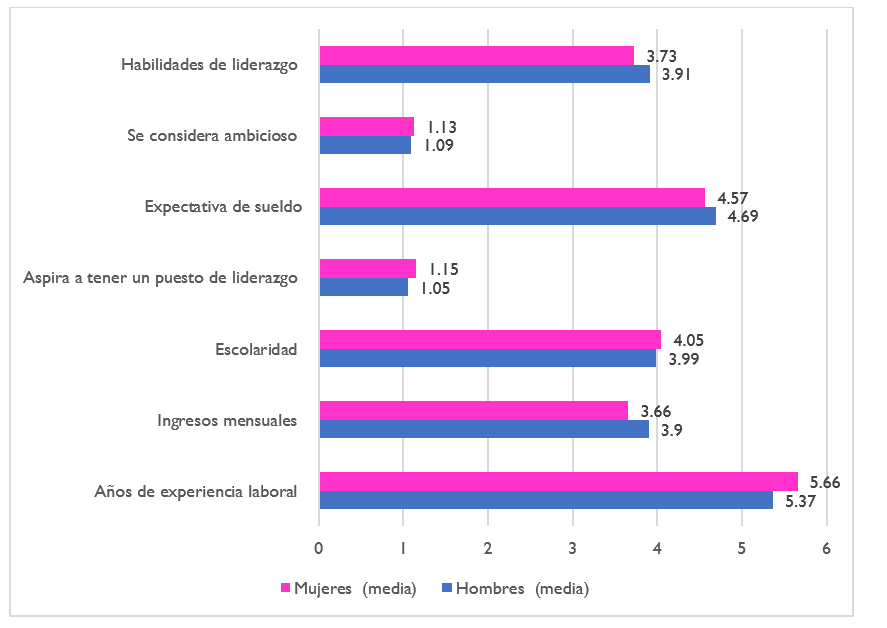 Habilidades de liderazgo
3.73
3.91
Se considera ambicioso
1.13
1.09
Expectativa de sueldo
4.57
4.69
Aspira a tener un puesto de liderazgo
1.15
1.05
Escolaridad
4.05
3.99
Ingresos mensuales
3.66
3.9
Años de experiencia laboral
5.66
5.37
0 1 2 3 4 5 6
Mujeres (media) Hombres (media)